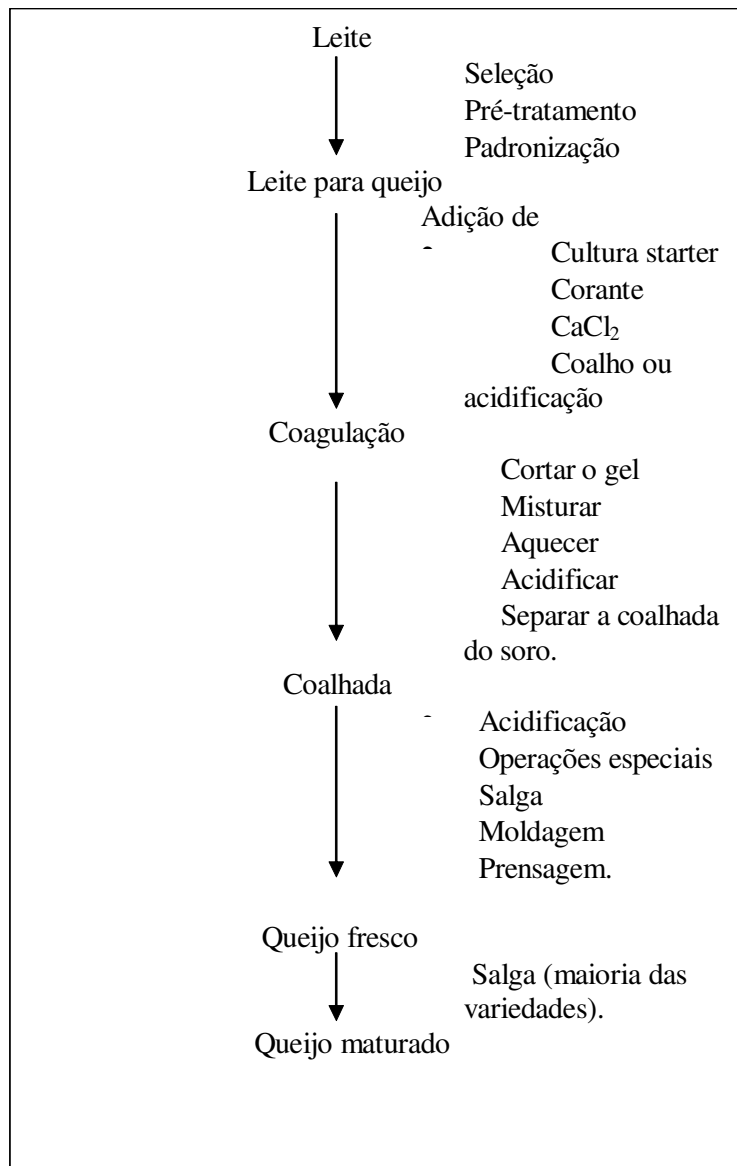 Leite
Seleção
Pré-tratamento
Padronização
Leite para queijo
Adição de
Cultura starter
Corante
CaCl₂
Coalho ou
acidificação
Coagulação
Cortar o gel
Misturar
Aquecer
Acidificar
Separar a coalhada
do soro.
Coalhada
Acidificação
Operações especiais
Salga
Moldagem
Prensagem.
Queijo fresco
Salga (maioria das
variedades).
Queijo maturado